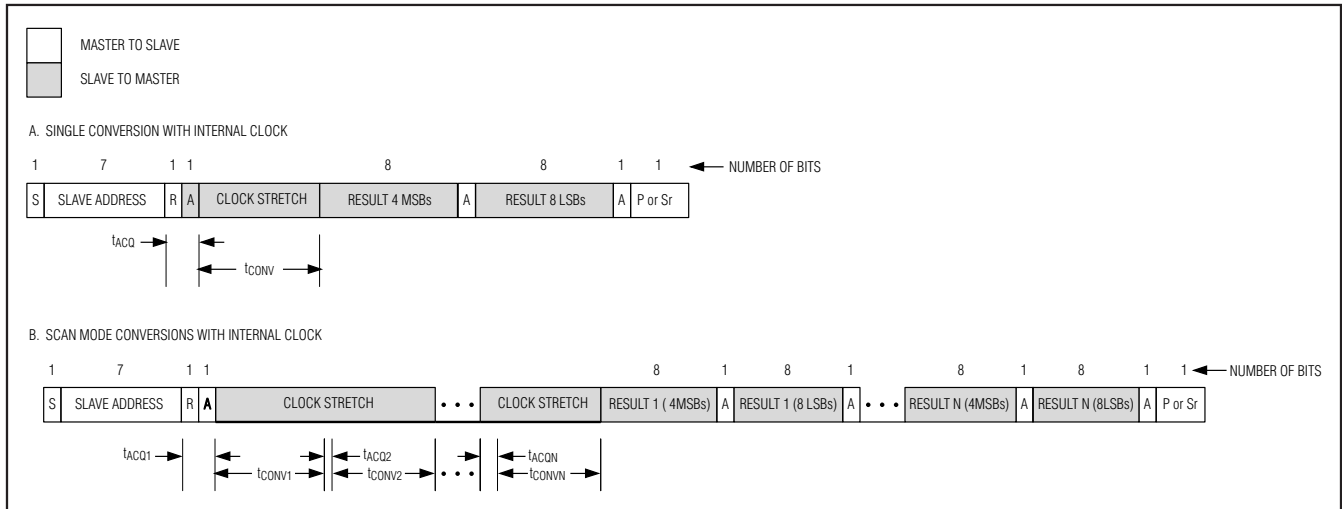 MASTER TO SLAVE
SLAVE TO MASTER
A. SINGLE CONVERSION WITH INTERNAL CLOCK
1 7 1 1 8 8 1 1 NUMBER OF BITS
S SLAVE ADDRESS R A CLOCK STRETCH RESULT 4 MSBs A RESULT 8 LSBs A P or Sr
tACQ
tCONV
B. SCAN MODE CONVERSIONS WITH INTERNAL CLOCK
1 7 1 1 8 1 8 1 8 1 8 1 1 NUMBER OF BITS
S SLAVE ADDRESS R A CLOCK STRETCH • • • CLOCK STRETCH RESULT 1 ( 4MSBs) A RESULT 1 (8 LSBs) A • • • RESULT N (4MSBs) A RESULT N (8LSBs) A P or Sr
tACQ1 tACQ2 tACQN
tCONV1 tCONV2 • • • tCONVN